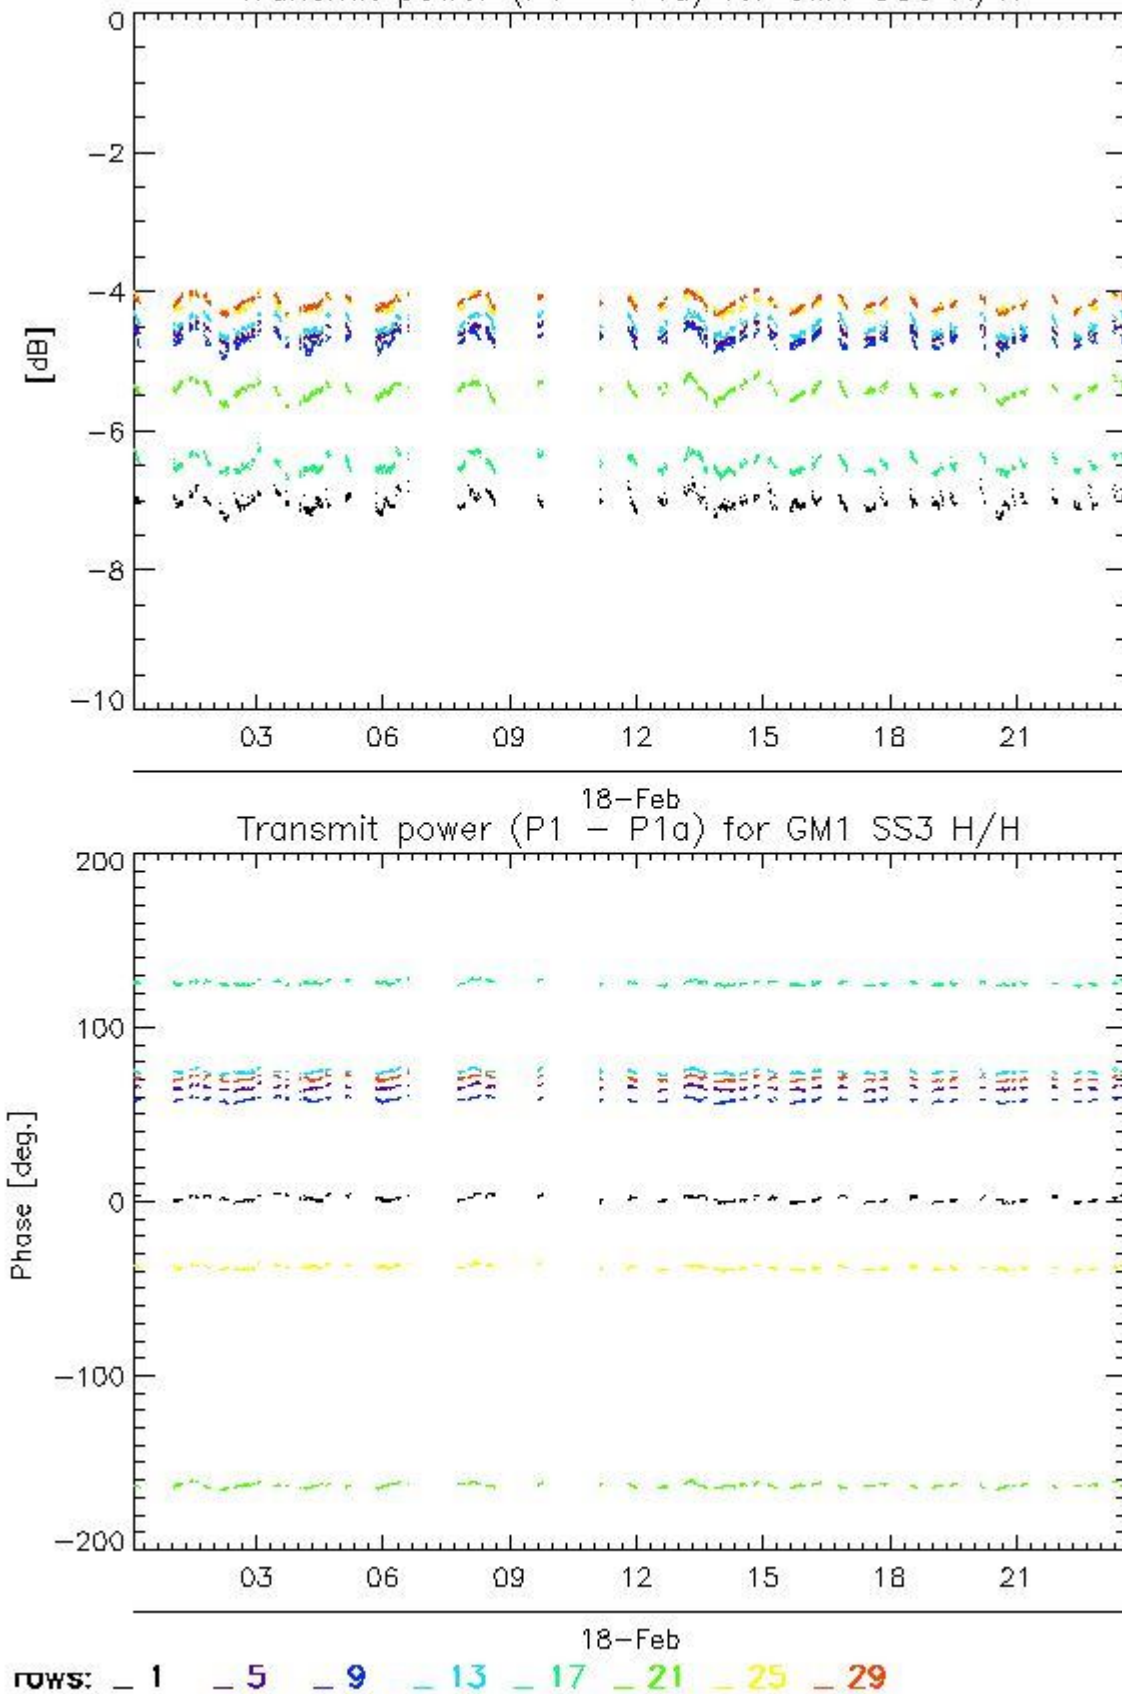 0
−2
−4
[dB]
−6
−8
−10
03 06 09 12 15 18 21
18−Feb
Transmit power (P1 − P1a) for GM1 SS3 H/H
200
100
Phase [deg.]
0
−100
−200
03 06 09 12 15 18 21
18−Feb
rows: _ 1 _ 5 _ 9 _ 13 _ 17 _ 21 _ 25 _ 29